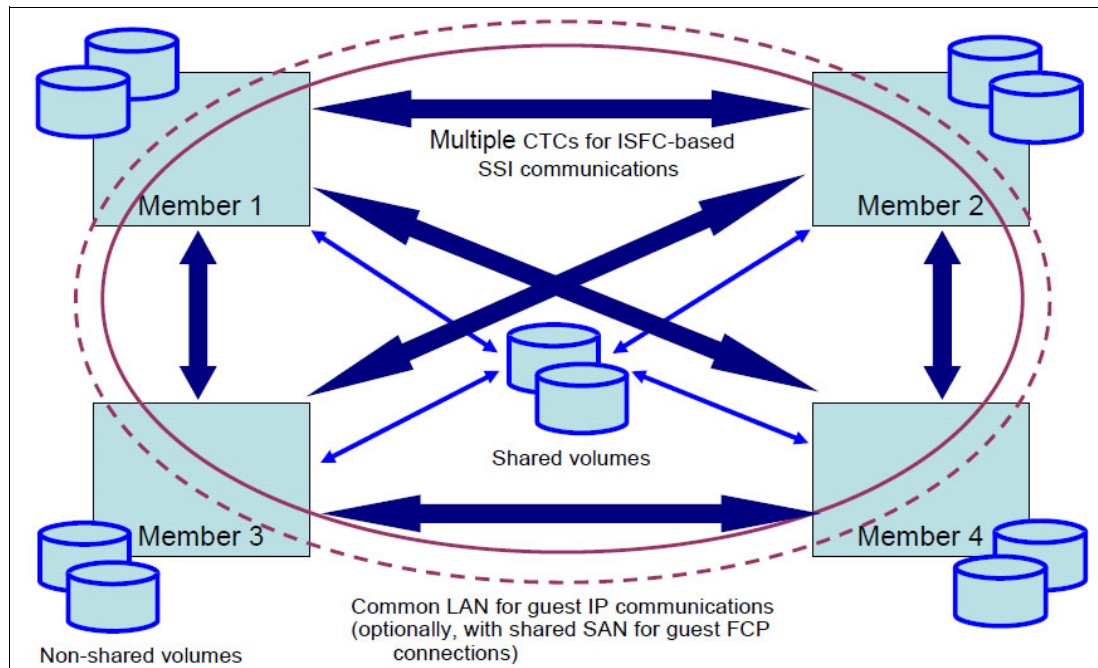 Multiple CTCs for ISFC-based
SSI communications
Member 1
Member 2
Shared volumes
Member 3
Member 4
Common LAN for guest IP communications
(optionally, with shared SAN for guest FCP
connections)
Non-shared volumes